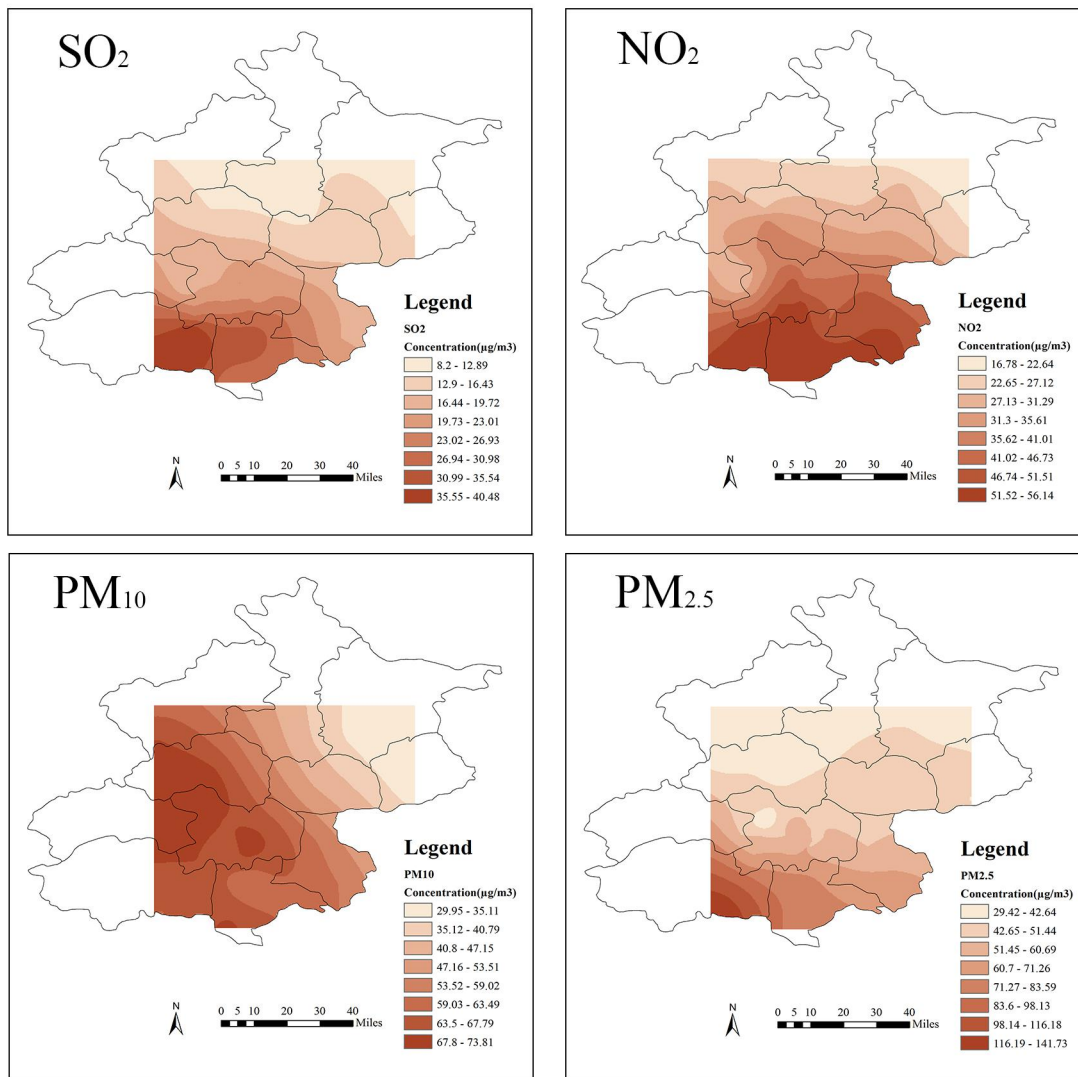 SO2
Legend
SO2
Concentration(µg/m3)
8.2 - 12.89
12.9 - 16.43
16.44 - 19.72
19.73 - 23.01
23.02 - 26.93
26.94 - 30.98
30.99 - 35.54
35.55 - 40.48
N
0 5 10 20 30 40
Miles
NO2
Legend
NO2
Concentration(µg/m3)
16.78 - 22.64
22.65 - 27.12
27.13 - 31.29
31.3 - 35.61
35.62 - 41.01
41.02 - 46.73
46.74 - 51.51
51.52 - 56.14
N
0 5 10 20 30 40
Miles
PM10
Legend
PM10
Concentration(µg/m3)
29.95 - 35.11
35.12 - 40.79
40.8 - 47.15
47.16 - 53.51
53.52 - 59.02
59.03 - 63.49
63.5 - 67.79
67.8 - 73.81
N
0 5 10 20 30 40
Miles
PM2.5
Legend
PM2.5
Concentration(µg/m3)
29.42 - 42.64
42.65 - 51.44
51.45 - 60.69
60.7 - 71.26
71.27 - 83.59
83.6 - 98.13
98.14 - 116.18
116.19 - 141.73
N
0 5 10 20 30 40
Miles